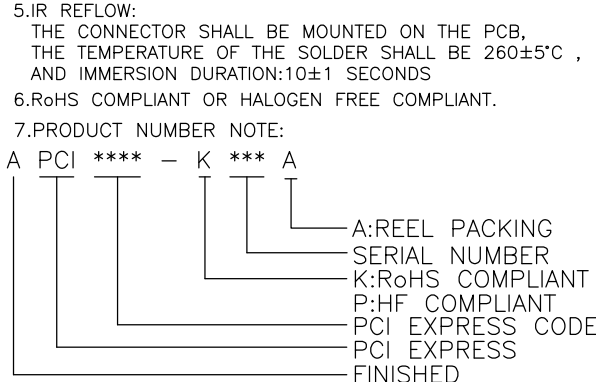 5.IR REFLOW:
THE CONNECTOR SHALL BE MOUNTED ON THE PCB,
THE TEMPERATURE OF THE SOLDER SHALL BE 260±5°C ,
AND IMMERSION DURATION:10±1 SECONDS
6.RoHS COMPLIANT OR HALOGEN FREE COMPLIANT.
7.PRODUCT NUMBER NOTE:
A PCI **** – K *** A
A:REEL PACKING
SERIAL NUMBER
K:RoHS COMPLIANT
P:HF COMPLIANT
PCI EXPRESS CODE
PCI EXPRESS
FINISHED